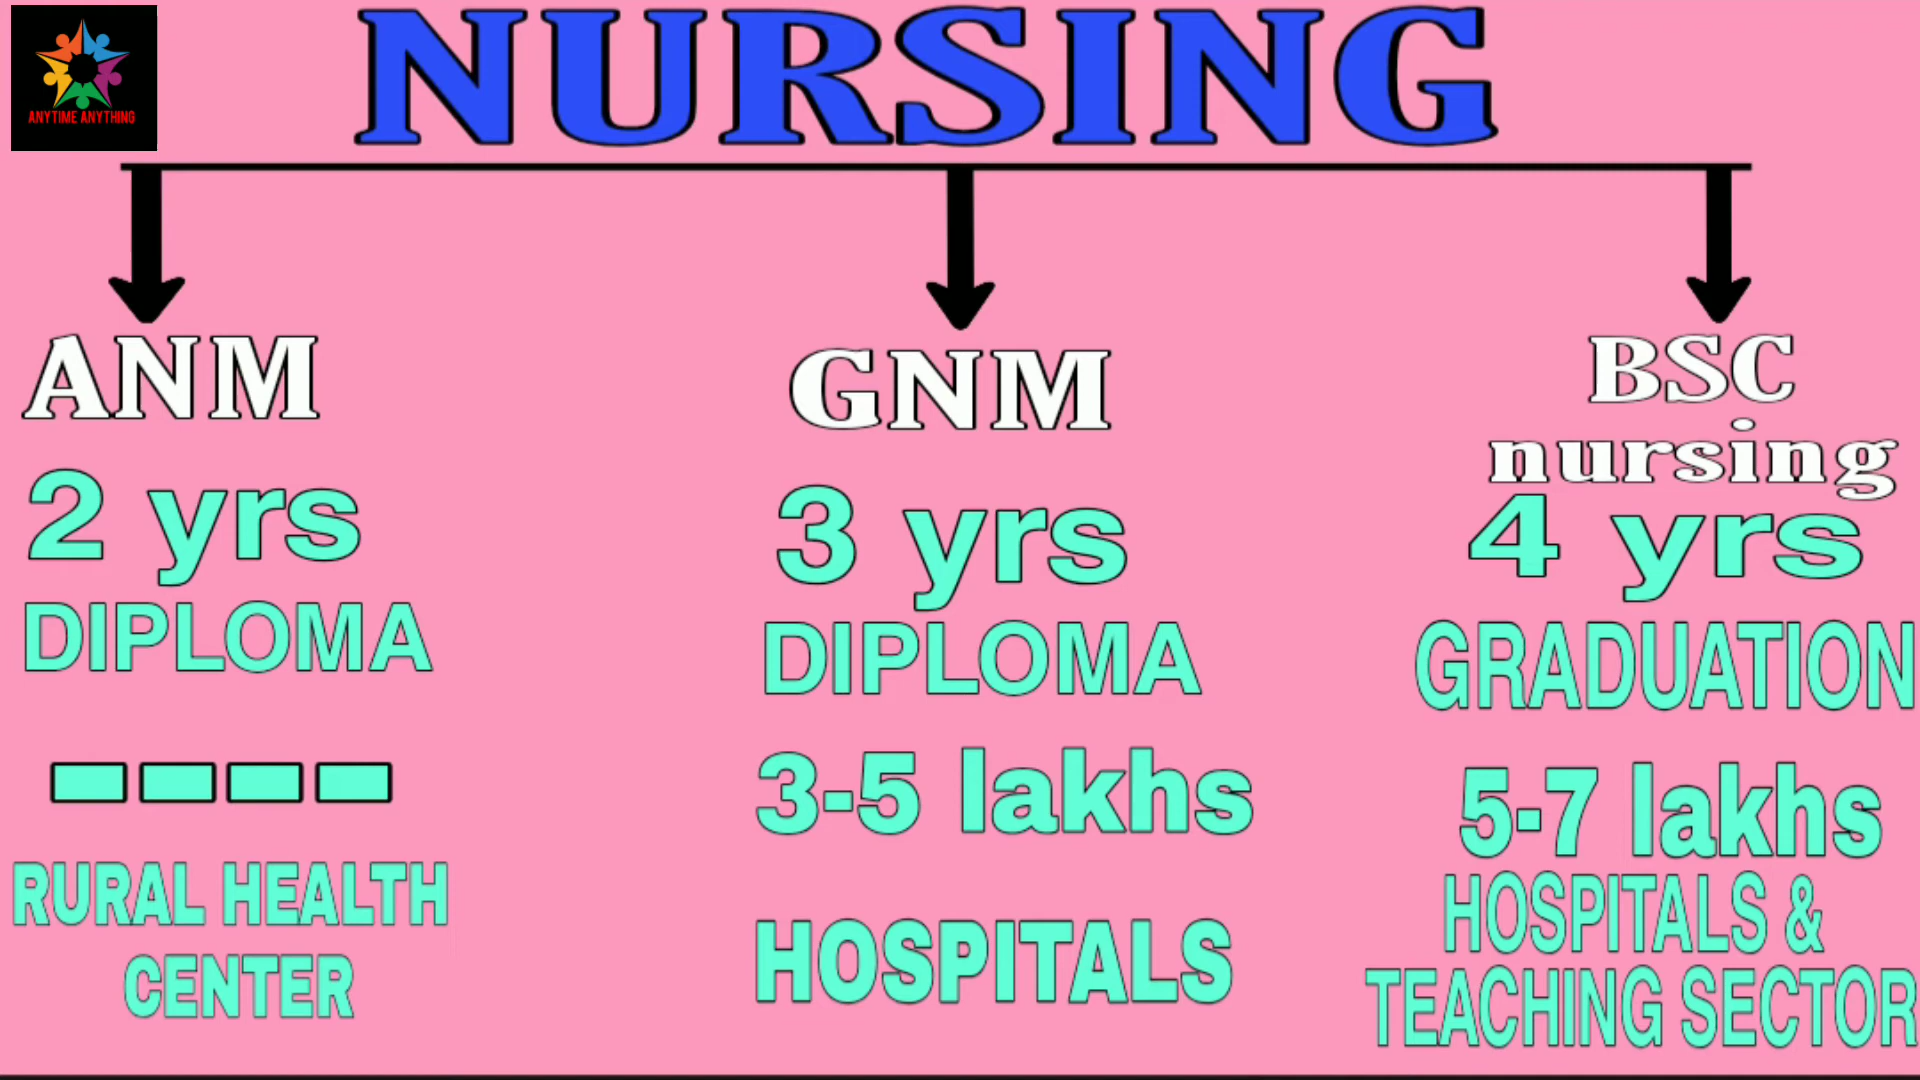 NURSING
ANYTIME ANYTHING
ANM
2 yrs
DIPLOMA
----
RURAL HEALTH
CENTER
GNM
3 yrs
DIPLOMA
3-5 lakhs
HOSPITALS
BSC
nursing
4 yrs
GRADUATION
5-7 lakhs
HOSPITALS &
TEACHING SECTOR